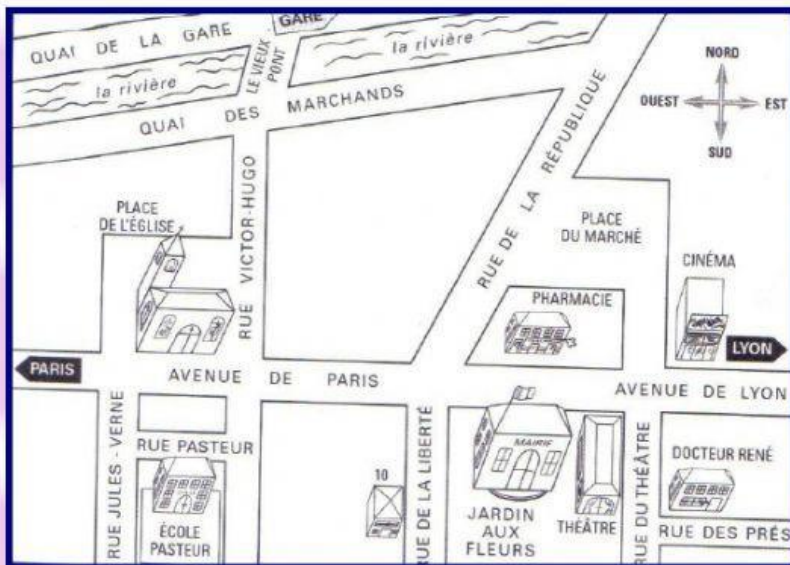 GARE
QUAI DE LA GARE
LE VIEUX
PONT
la rivière
la rivière
QUAI DES MARCHANDS
NORD
OUEST
EST
SUD
RUE DE LA RÉPUBLIQUE
RUE VICTOR-HUGO
PLACE
DE L'ÉGLISE
PLACE
DU MARCHÉ
CINÉMA
PHARMACIE
LYON
PARIS
AVENUE DE PARIS
AVENUE DE LYON
RUE JULES-VERNE
RUE PASTEUR
ÉCOLE
PASTEUR
10
RUE DE LA LIBERTÉ
MAIRIE
JARDIN
AUX
FLEURS
THÉÂTRE
RUE DU THÉÂTRE
DOCTEUR RENÉ
RUE DES PRÉS